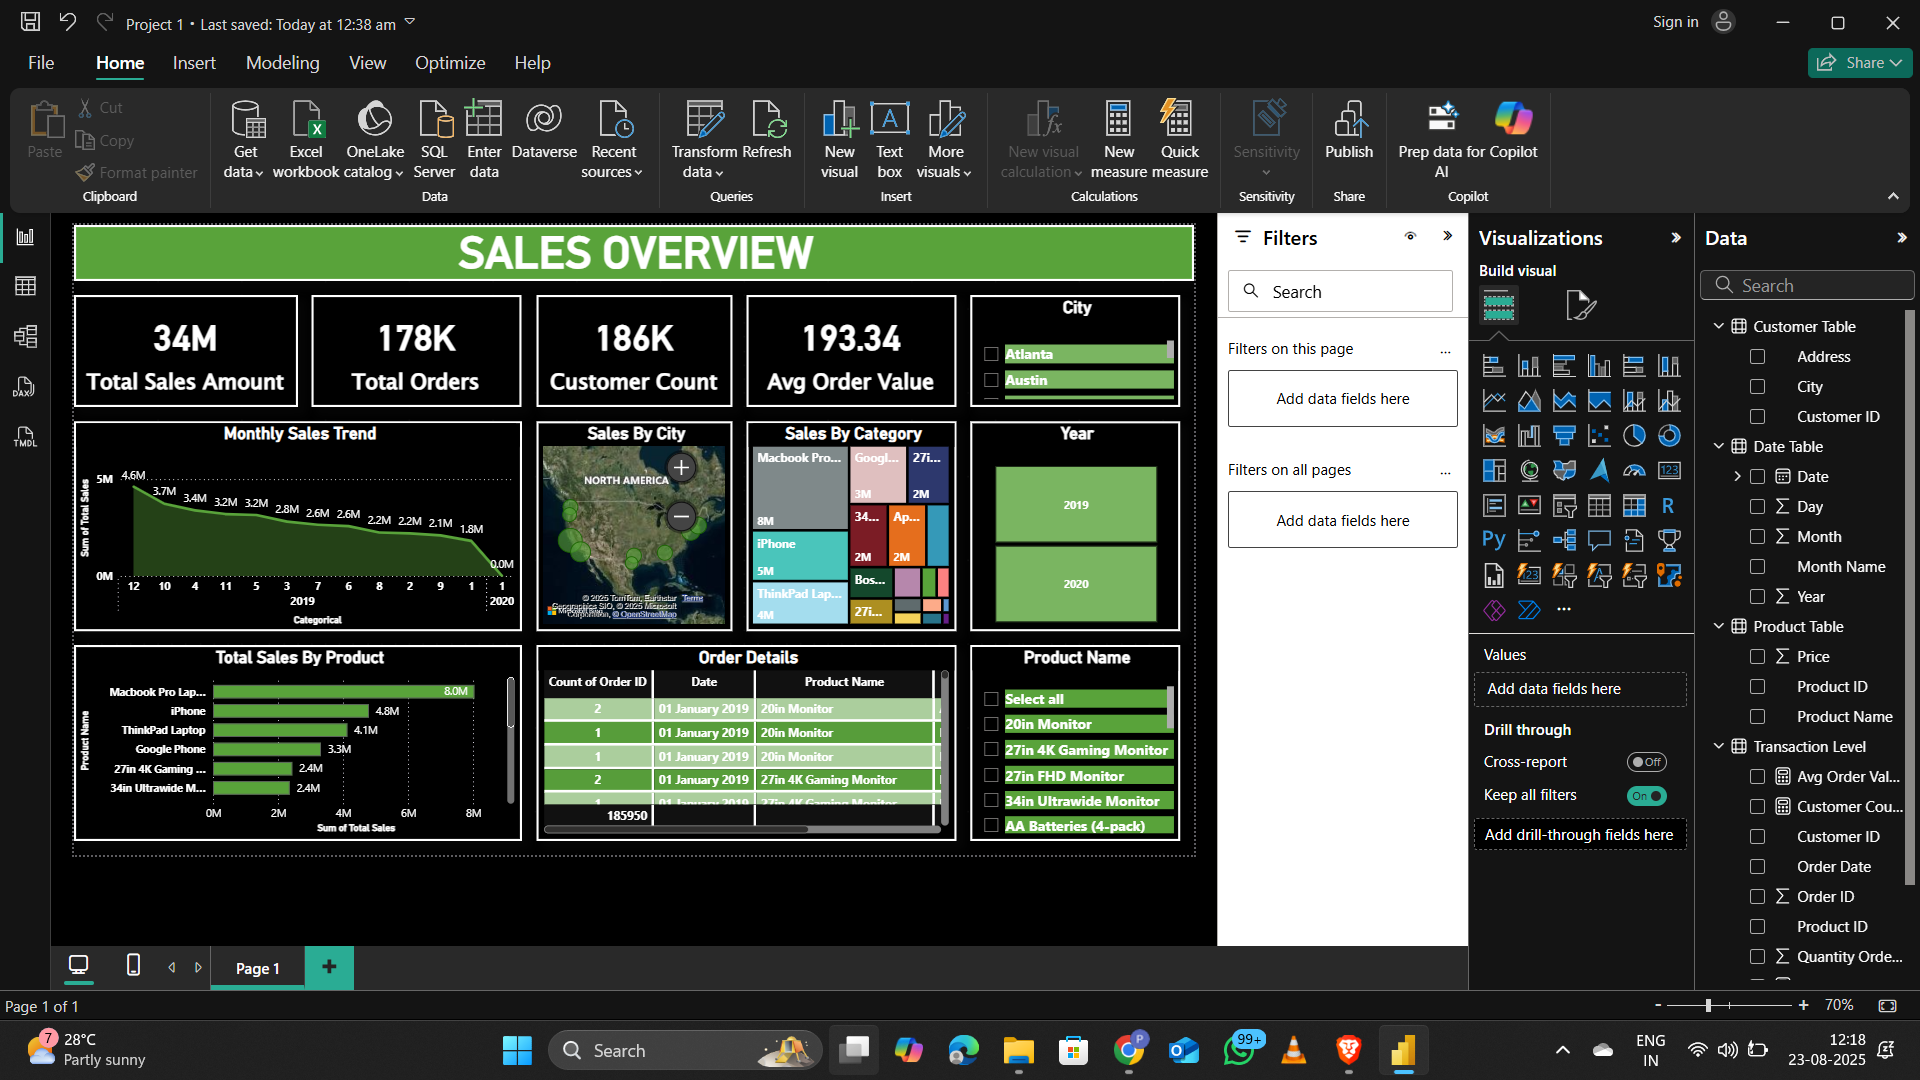 Project 1 • Last saved: Today at 12:38 am
Sign in
File
Home
Insert
Modeling
View
Optimize
Help
Share
Paste
Cut
Copy
Format painter
Clipboard
Get data
Excel workbook
OneLake catalog
SQL Server
Enter data
Dataverse
Recent sources
Data
Transform data
Refresh
Queries
New visual
Text box
More visuals
Insert
New visual calculation
New measure
Quick measure
Calculations
Sensitivity
Sensitivity
Publish
Share
Prep data for AI
Copilot
Copilot
DAX
TMDL
SALES OVERVIEW
34M
Total Sales Amount
178K
Total Orders
186K
Customer Count
193.34
Avg Order Value
City
Atlanta
Austin
Monthly Sales Trend
Sum of Total Sales
5M
0M
4.6M
3.7M
3.4M
3.2M
3.2M
2.8M
2.6M
2.6M
2.2M
2.2M
2.1M
1.8M
0.0M
12 10 4 11 5 3 7 6 8 2 9 1 1
2019 2020
Categorical
Sales By City
NORTH AMERICA
© 2025 TomTom, Earthstar Geographics SIO, © 2025 Microsoft Corporation, © OpenStreetMap Terms
Sales By Category
Macbook Pro...
8M
iPhone
5M
ThinkPad Lap...
4M
Googl...
3M
27i...
2M
34...
2M
Ap...
2M
Bos...
27i...
Year
2019
2020
Total Sales By Product
Product Name
Macbook Pro Lap... 8.0M
iPhone 4.8M
ThinkPad Laptop 4.1M
Google Phone 3.3M
27in 4K Gaming ... 2.4M
34in Ultrawide M... 2.4M
0M 2M 4M 6M 8M
Sum of Total Sales
Order Details
Count of Order ID Date Product Name
2 01 January 2019 20in Monitor
1 01 January 2019 20in Monitor
1 01 January 2019 20in Monitor
2 01 January 2019 27in 4K Gaming Monitor
1 01 January 2019 27in 4K Gaming Monitor
185950
Product Name
Select all
20in Monitor
27in 4K Gaming Monitor
27in FHD Monitor
34in Ultrawide Monitor
AA Batteries (4-pack)
Filters
Search
Filters on this page
...
Add data fields here
Filters on all pages
...
Add data fields here
Visualizations
Build visual
123
R
Py
123
Values
Add data fields here
Drill through
Cross-report
Off
Keep all filters
On
Add drill-through fields here
Data
Search
Customer Table
Address
City
Customer ID
Date Table
Date
Day
Month
Month Name
Year
Product Table
Price
Product ID
Product Name
Transaction Level
Avg Order Val...
Customer Cou...
Customer ID
Order Date
Order ID
Product ID
Quantity Orde...
Page 1
Page 1 of 1
70%
7
28°C
Partly sunny
Search
P
99+
ENG
IN
12:18
23-08-2025